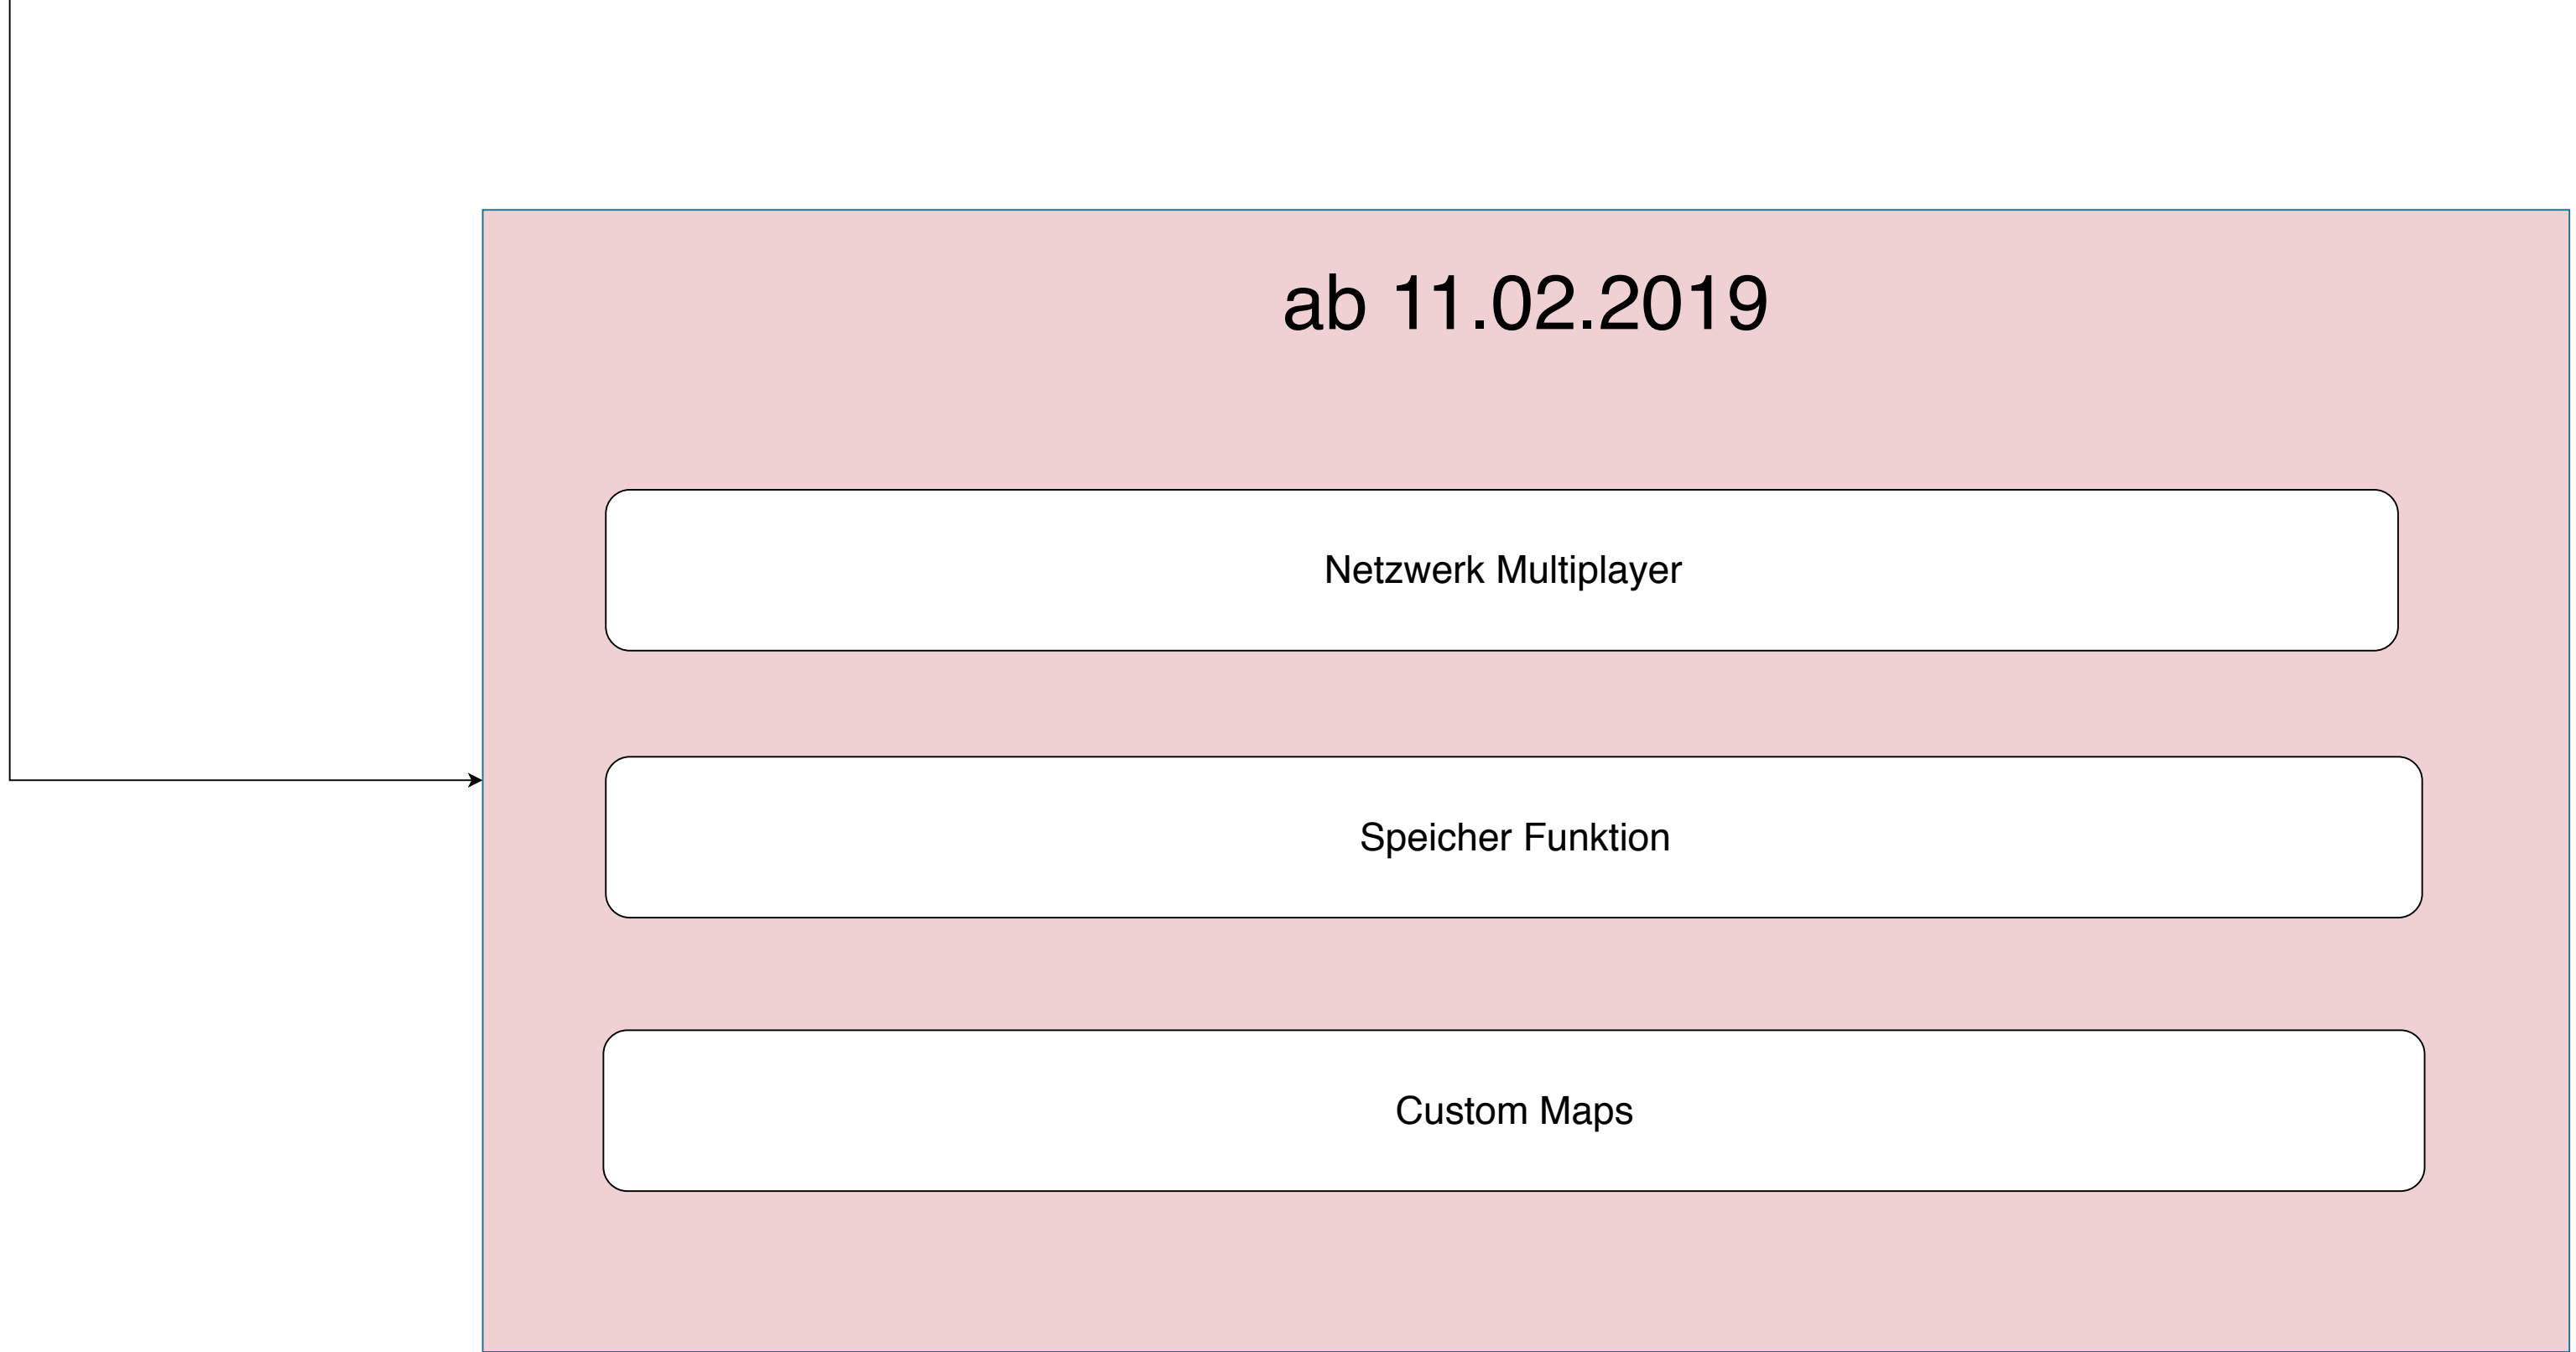 ab 11.02.2019
Netzwerk Multiplayer
Speicher Funktion
Custom Maps